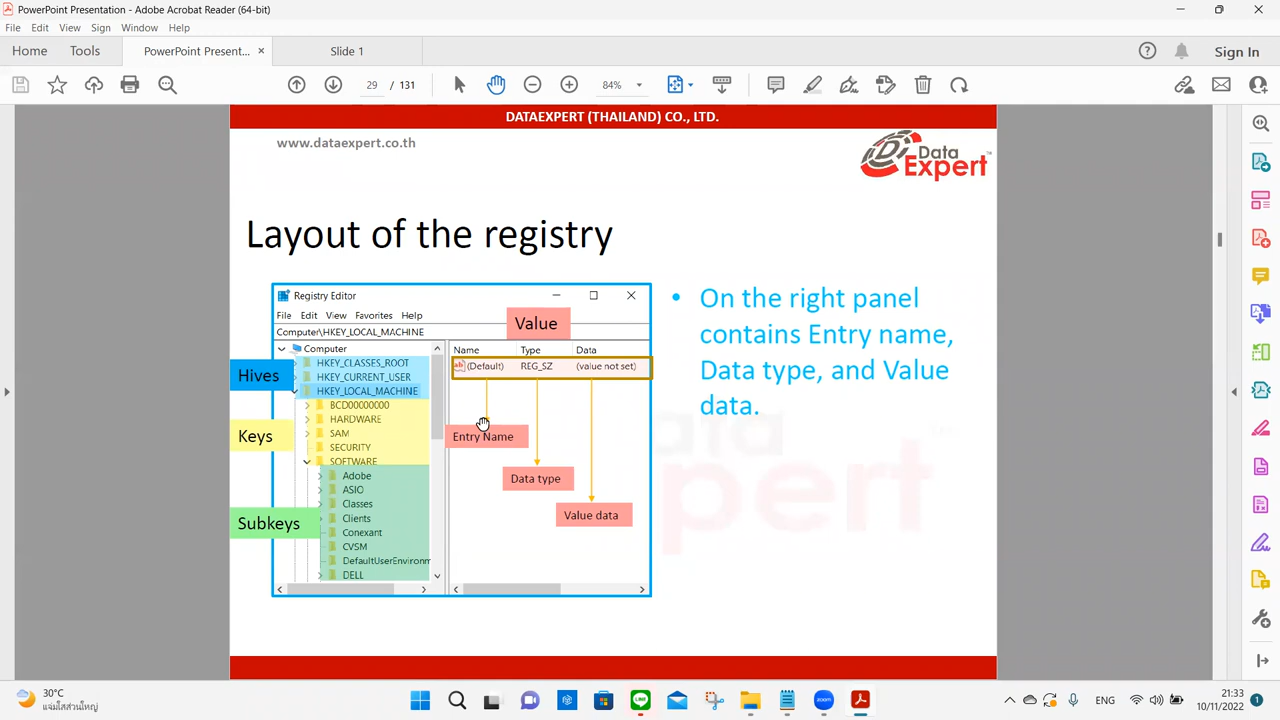 PowerPoint Presentation - Adobe Acrobat Reader (64-bit)
File Edit View Sign Window Help
Home Tools PowerPoint Present... × Slide 1 Sign In
29 / 131 84%
DATAEXPERT (THAILAND) CO., LTD.
www.dataexpert.co.th
Data Expert™
Layout of the registry
Registry Editor
File Edit View Favorites Help
Computer\HKEY_LOCAL_MACHINE
Value
Computer
Name Type Data
HKEY_CLASSES_ROOT
(Default) REG_SZ (value not set)
Hives
HKEY_CURRENT_USER
HKEY_LOCAL_MACHINE
BCD00000000
HARDWARE
Keys
SAM
SECURITY
SOFTWARE
Entry Name
Data type
Value data
Adobe
ASIO
Classes
Subkeys
Clients
Conexant
CVSM
DefaultUserEnvironm
DELL
• On the right panel
contains Entry name,
Data type, and Value
data.
data
expert
30°C
แจ่มใสส่วนใหญ่
ENG
21:33
10/11/2022
1